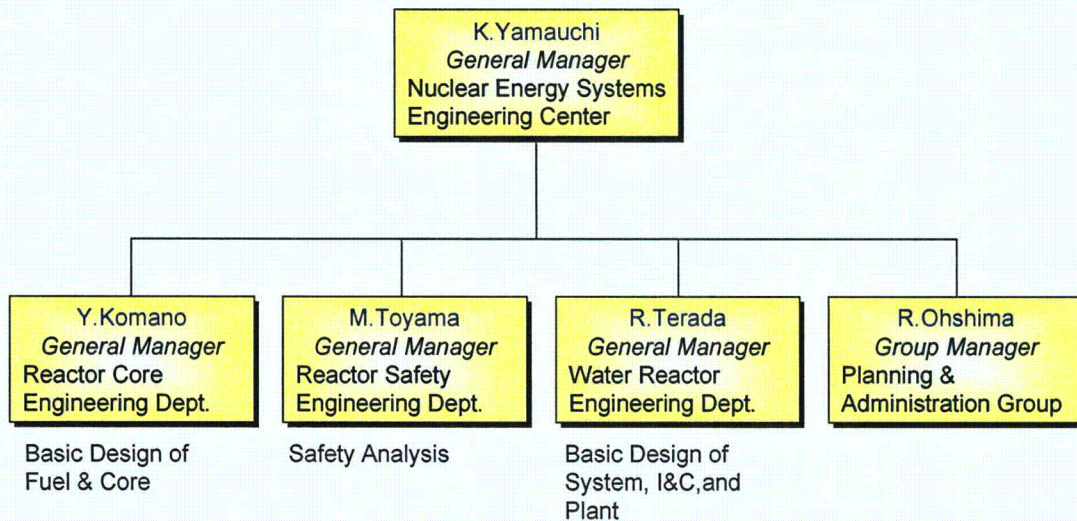 K.Yamauchi
General Manager
Nuclear Energy Systems
Engineering Center
Y.Komano
General Manager
Reactor Core
Engineering Dept.
Basic Design of
Fuel & Core
M.Toyama
General Manager
Reactor Safety
Engineering Dept.
Safety Analysis
R.Terada
General Manager
Water Reactor
Engineering Dept.
Basic Design of
System, I&C,and
Plant
R.Ohshima
Group Manager
Planning &
Administration Group